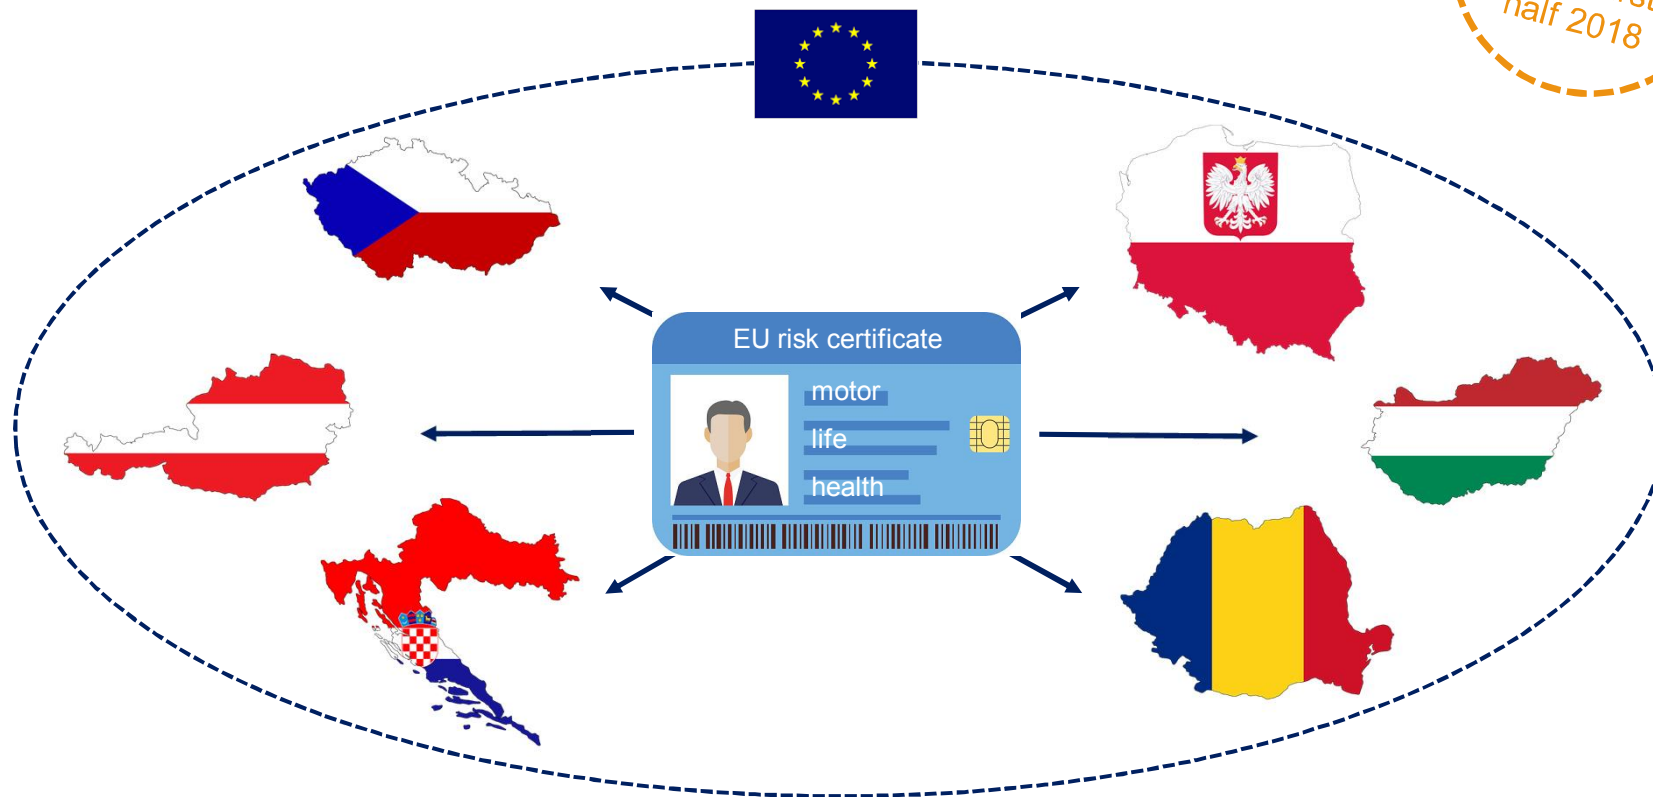 half 2018
EU risk certificate
motor
life
health